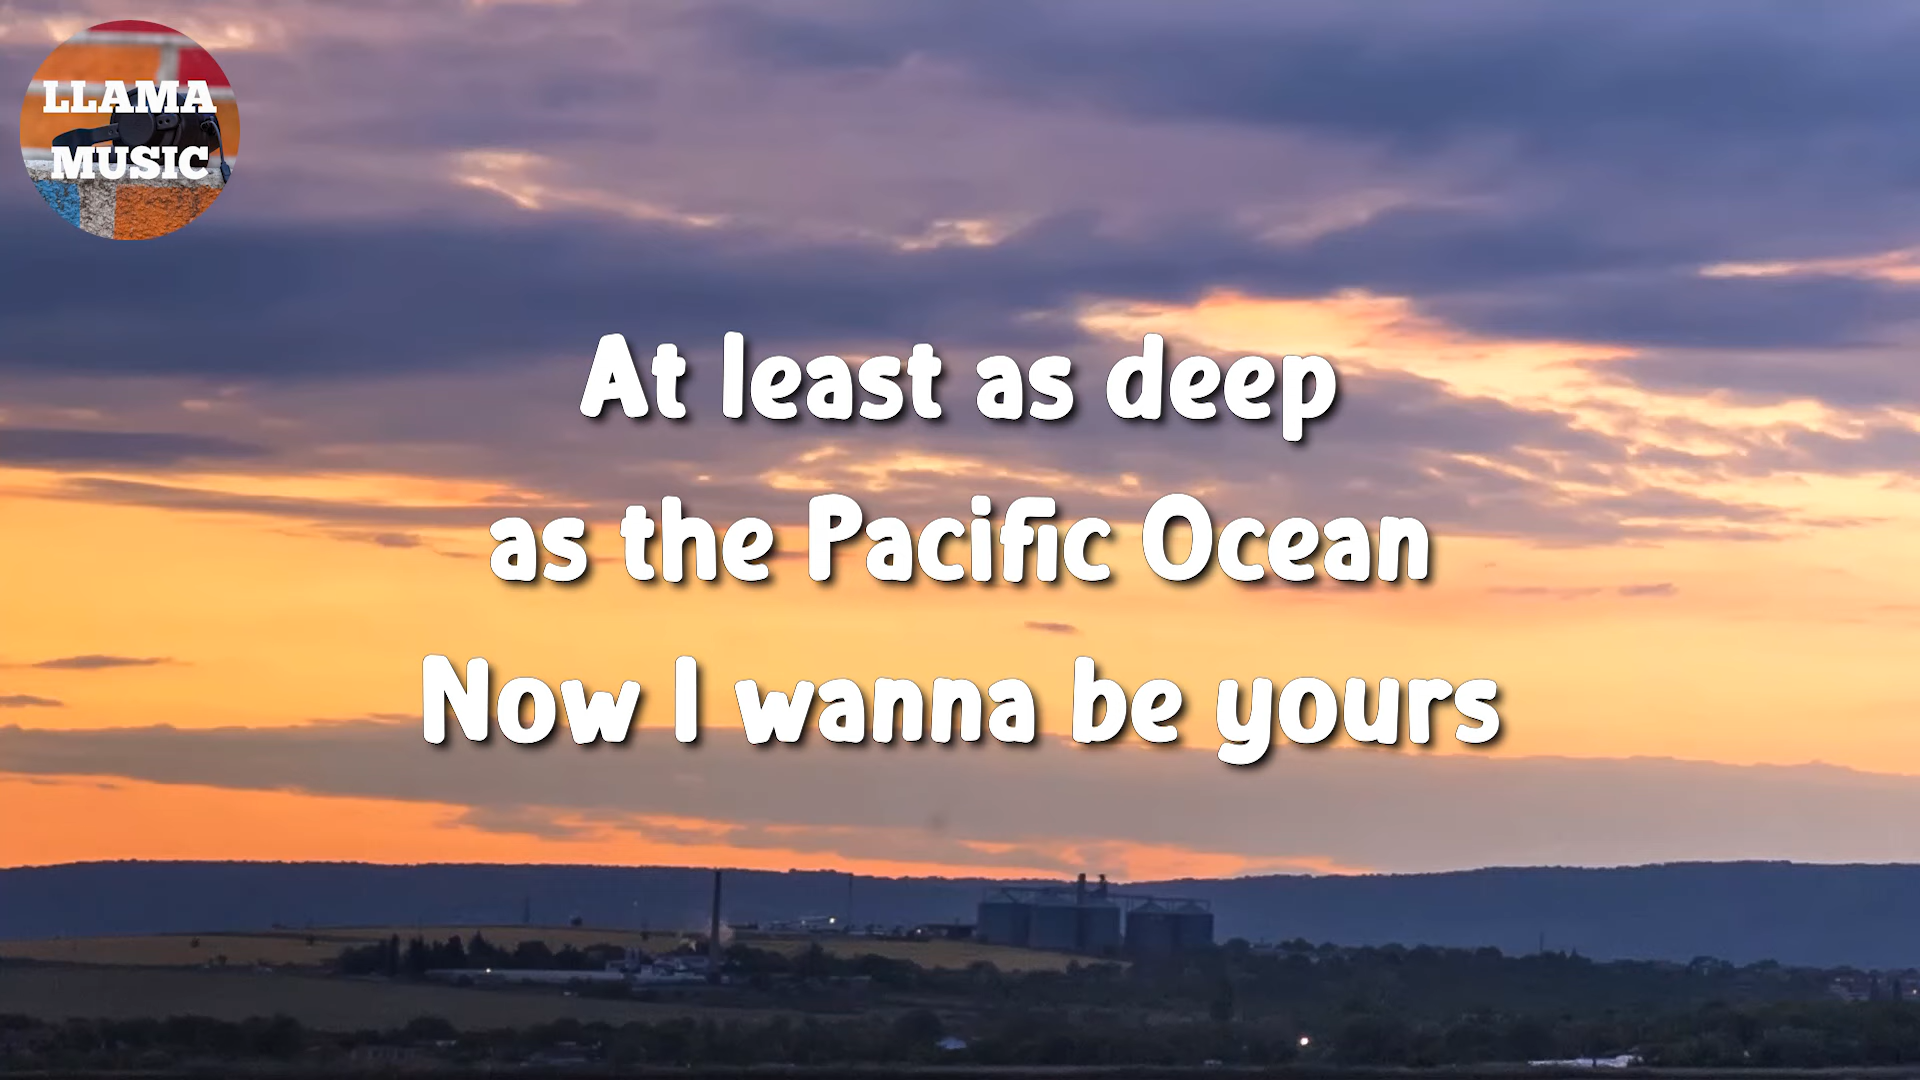 LLAMA
MUSIC
At least as deep
as the Pacific Ocean
Now I wanna be yours